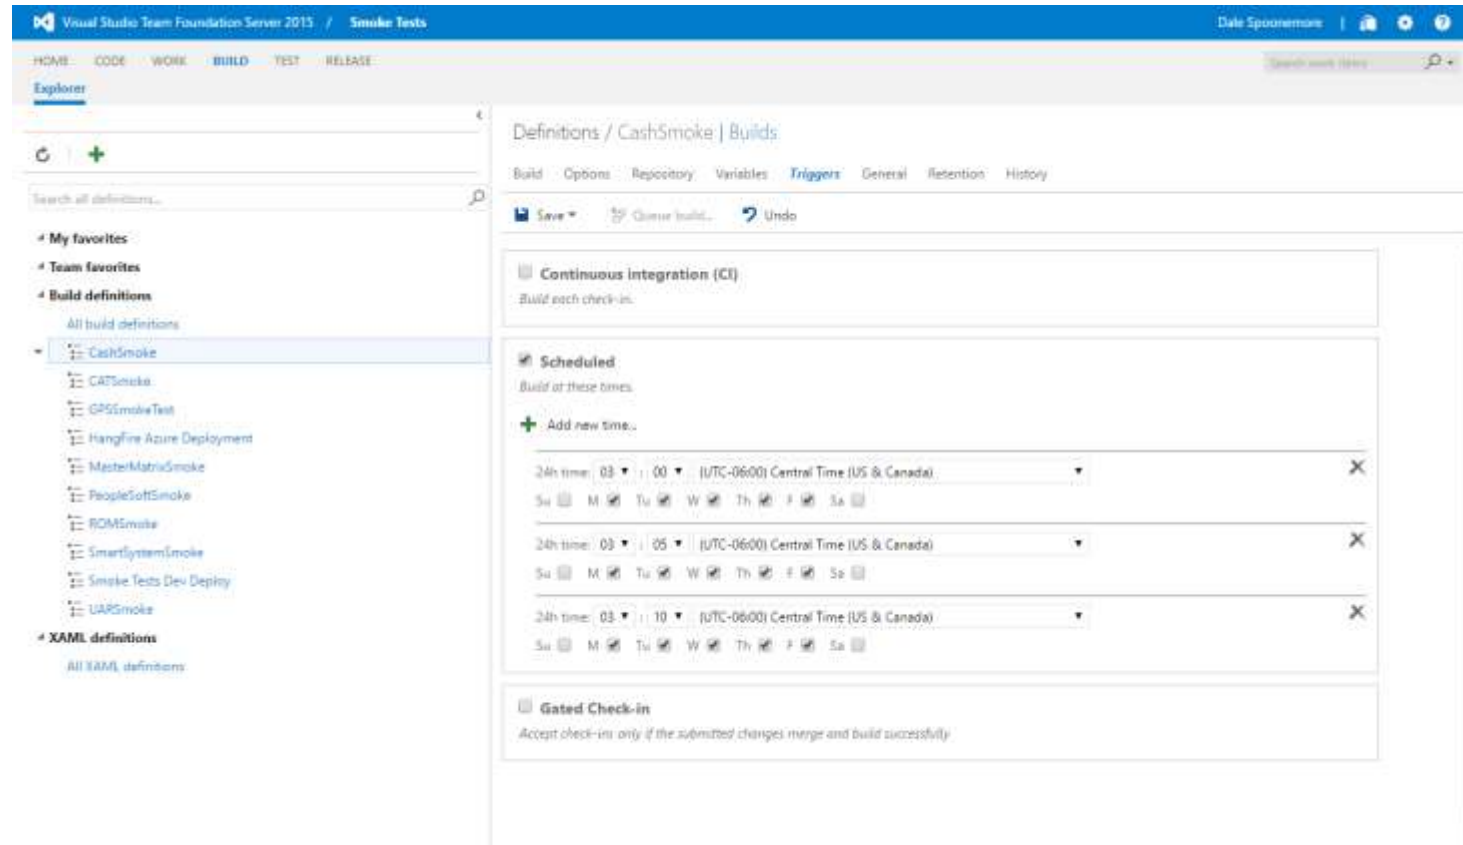 Visual Studio Team Foundation Server 2015 / Smoke Tests
Dale Spoonemore
HOME CODE WORK BUILD TEST RELEASE
Search work items
Explorer
Definitions / CashSmoke | Builds
Build Options Repository Variables Triggers General Retention History
Search all definitions...
Save Queue build... Undo
My favorites
Team favorites
Build definitions
All build definitions
CashSmoke
CATSmoke
GPSSmokeTest
HangFire Azure Deployment
MasterMatrixSmoke
PeopleSoftSmoke
ROMSmoke
SmartSystemSmoke
Smoke Tests Dev Deploy
UARSmoke
XAML definitions
All XAML definitions
Continuous integration (CI)
Build each check-in.
Scheduled
Build at these times.
Add new time...
24h time: 03 : 00 (UTC-06:00) Central Time (US & Canada)
Su M Tu W Th F Sa
24h time: 03 : 05 (UTC-06:00) Central Time (US & Canada)
Su M Tu W Th F Sa
24h time: 03 : 10 (UTC-06:00) Central Time (US & Canada)
Su M Tu W Th F Sa
Gated Check-in
Accept check-ins only if the submitted changes merge and build successfully